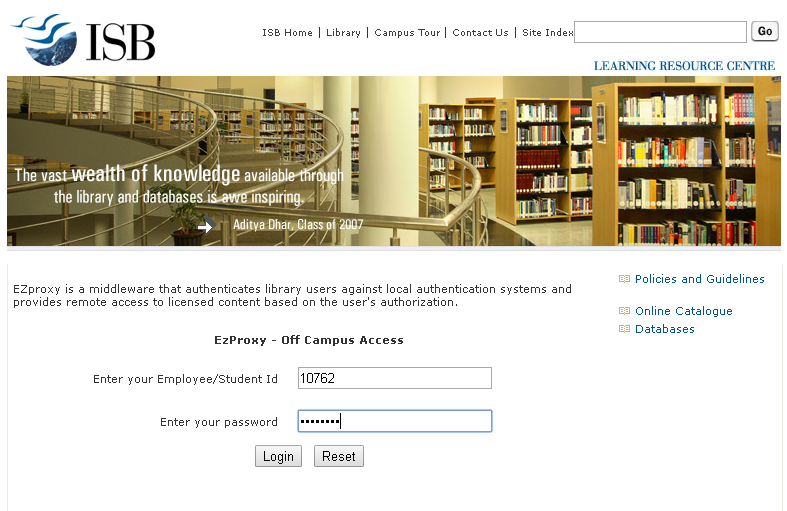 ISB
ISB Home | Library | Campus Tour | Contact Us | Site Index
Go
LEARNING RESOURCE CENTRE
The vast wealth of knowledge available through
the library and databases is awe inspiring.
Aditya Dhar, Class of 2007
EZproxy is a middleware that authenticates library users against local authentication systems and
provides remote access to licensed content based on the user's authorization.
Policies and Guidelines
Online Catalogue
Databases
EzProxy - Off Campus Access
Enter your Employee/Student Id 10762
Enter your password ••••••••
Login Reset